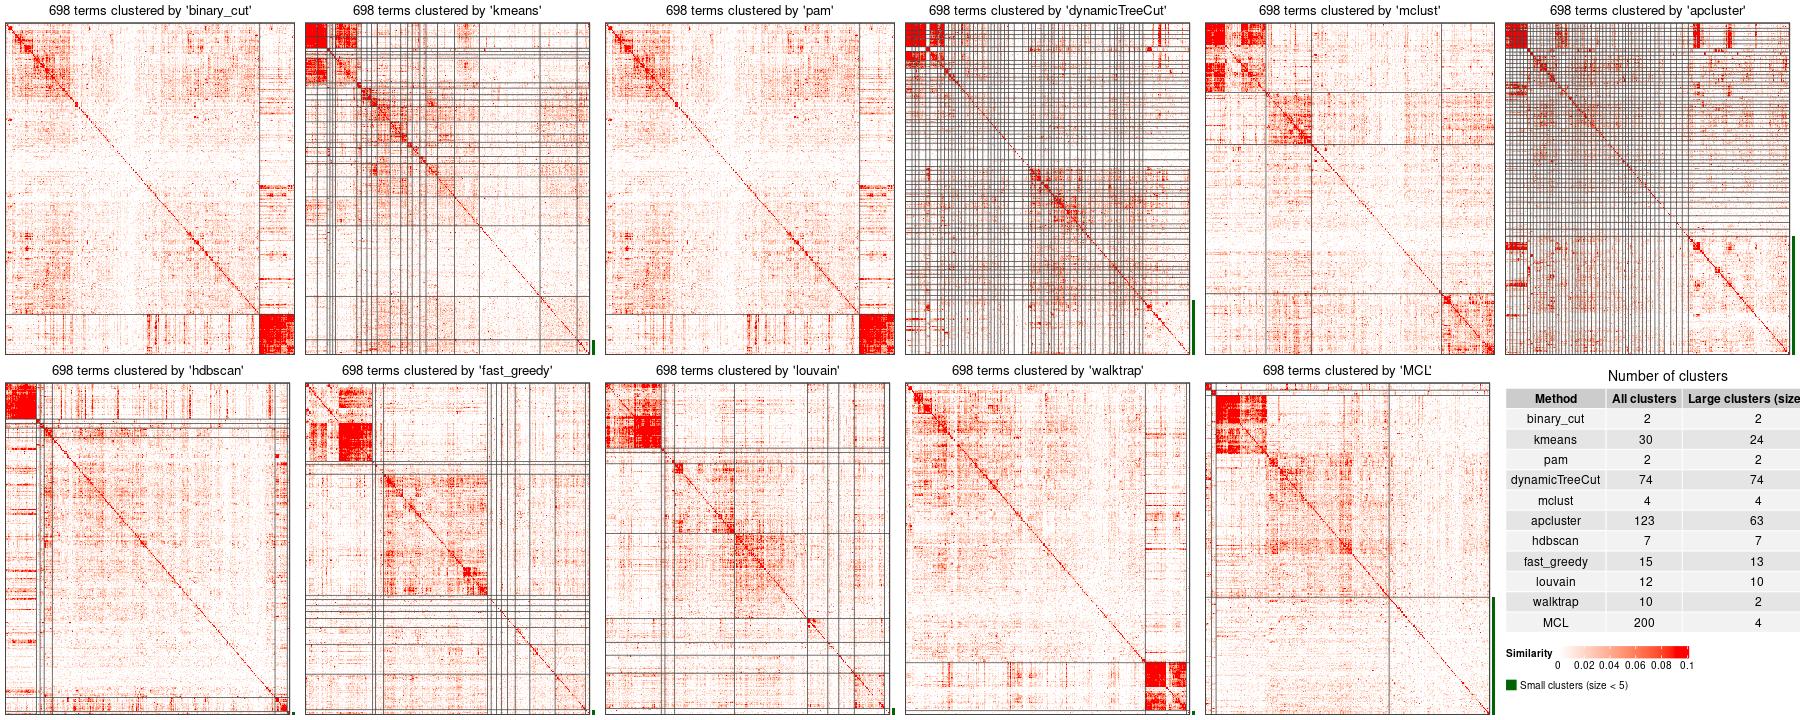 698 terms clustered by 'binary_cut'
698 terms clustered by 'kmeans'
698 terms clustered by 'pam'
698 terms clustered by 'dynamicTreeCut'
698 terms clustered by 'mclust'
698 terms clustered by 'apcluster'
698 terms clustered by 'hdbscan'
698 terms clustered by 'fast_greedy'
698 terms clustered by 'louvain'
698 terms clustered by 'walktrap'
698 terms clustered by 'MCL'
Number of clusters
Method All clusters Large clusters (size
binary_cut 2 2
kmeans 30 24
pam 2 2
dynamicTreeCut 74 74
mclust 4 4
apcluster 123 63
hdbscan 7 7
fast_greedy 15 13
louvain 12 10
walktrap 10 2
MCL 200 4
Similarity
0 0.02 0.04 0.06 0.08 0.1
Small clusters (size < 5)